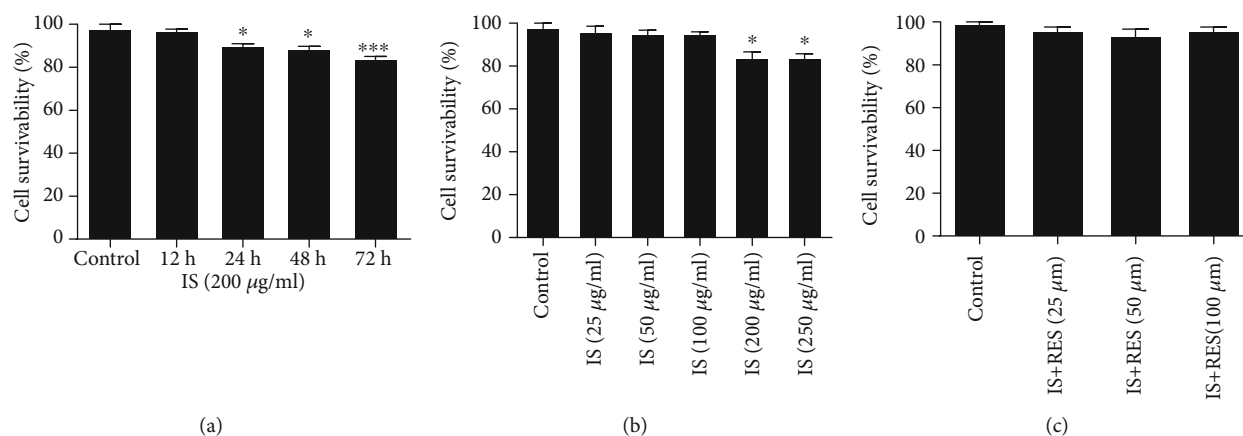 Cell survivability (%)
100
80
60
40
20
0
*
*
***
Control
12 h
24 h
48 h
72 h
IS (200 μg/ml)
(a)
Cell survivability (%)
100
80
60
40
20
0
*
*
Control
IS (25 μg/ml)
IS (50 μg/ml)
IS (100 μg/ml)
IS (200 μg/ml)
IS (250 μg/ml)
(b)
Cell survivability (%)
100
80
60
40
20
0
Control
IS+RES (25 μm)
IS+RES (50 μm)
IS+RES(100 μm)
(c)